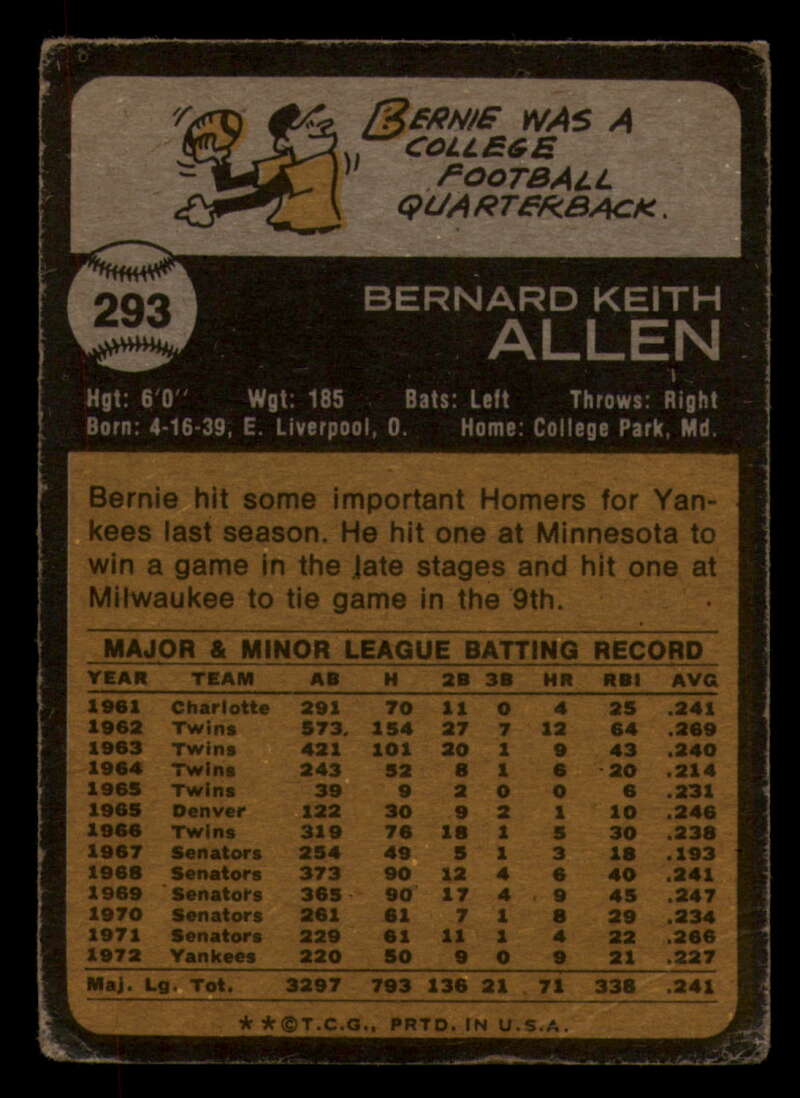 BERNIE WAS A
COLLEGE
FOOTBALL
QUARTERBACK.
293
BERNARD KEITH
ALLEN
Hgt: 6'0" Wgt: 185 Bats: Left Throws: Right
Born: 4-16-39, E. Liverpool, O. Home: College Park, Md.
Bernie hit some important Homers for Yan-
kees last season. He hit one at Minnesota to
win a game in the late stages and hit one at
Milwaukee to tie game in the 9th.
MAJOR & MINOR LEAGUE BATTING RECORD
YEAR TEAM AB H 2B 3B HR RBI AVG
1961 Charlotte 291 70 11 0 4 25 .241
1962 Twins 573 154 27 7 12 64 .269
1963 Twins 421 101 20 1 9 43 .240
1964 Twins 243 52 8 1 6 20 .214
1965 Twins 39 9 2 0 0 6 .231
1965 Denver 122 30 9 2 1 10 .246
1966 Twins 319 76 18 1 5 30 .238
1967 Senators 254 49 5 1 3 18 .193
1968 Senators 373 90 12 4 6 40 .241
1969 Senators 365 90 17 4 9 45 .247
1970 Senators 261 61 7 1 8 29 .234
1971 Senators 229 61 11 1 4 22 .266
1972 Yankees 220 50 9 0 9 21 .227
Maj. Lg. Tot. 3297 793 136 21 71 338 .241
**©T.C.G., PRTD. IN U.S.A.